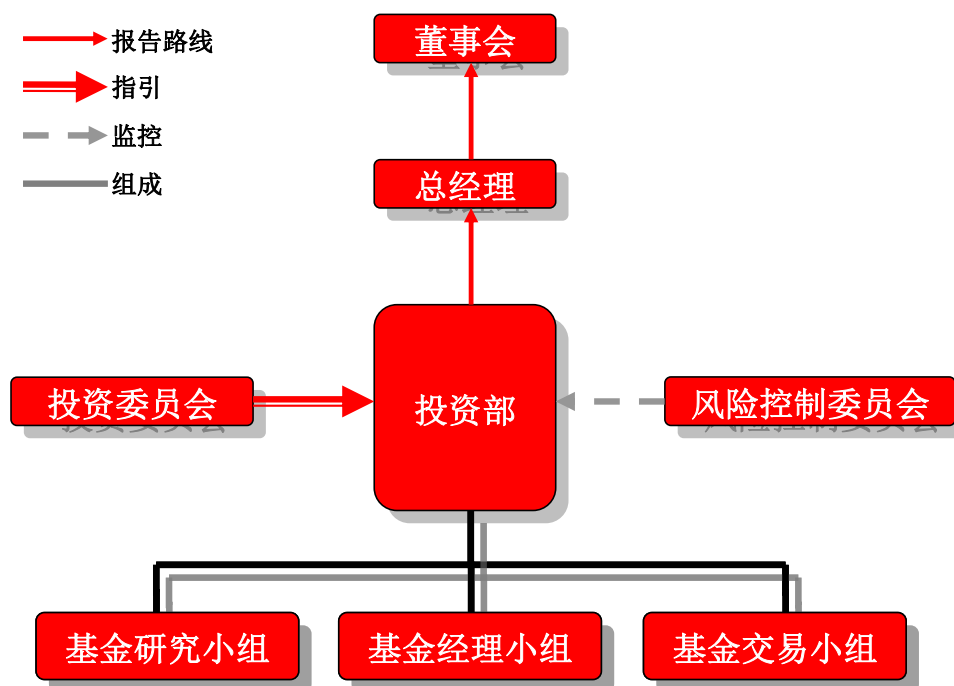 报告路线
指引
监控
组成
董事会
总经理
投资委员会
投资部
风险控制委员会
基金研究小组
基金经理小组
基金交易小组